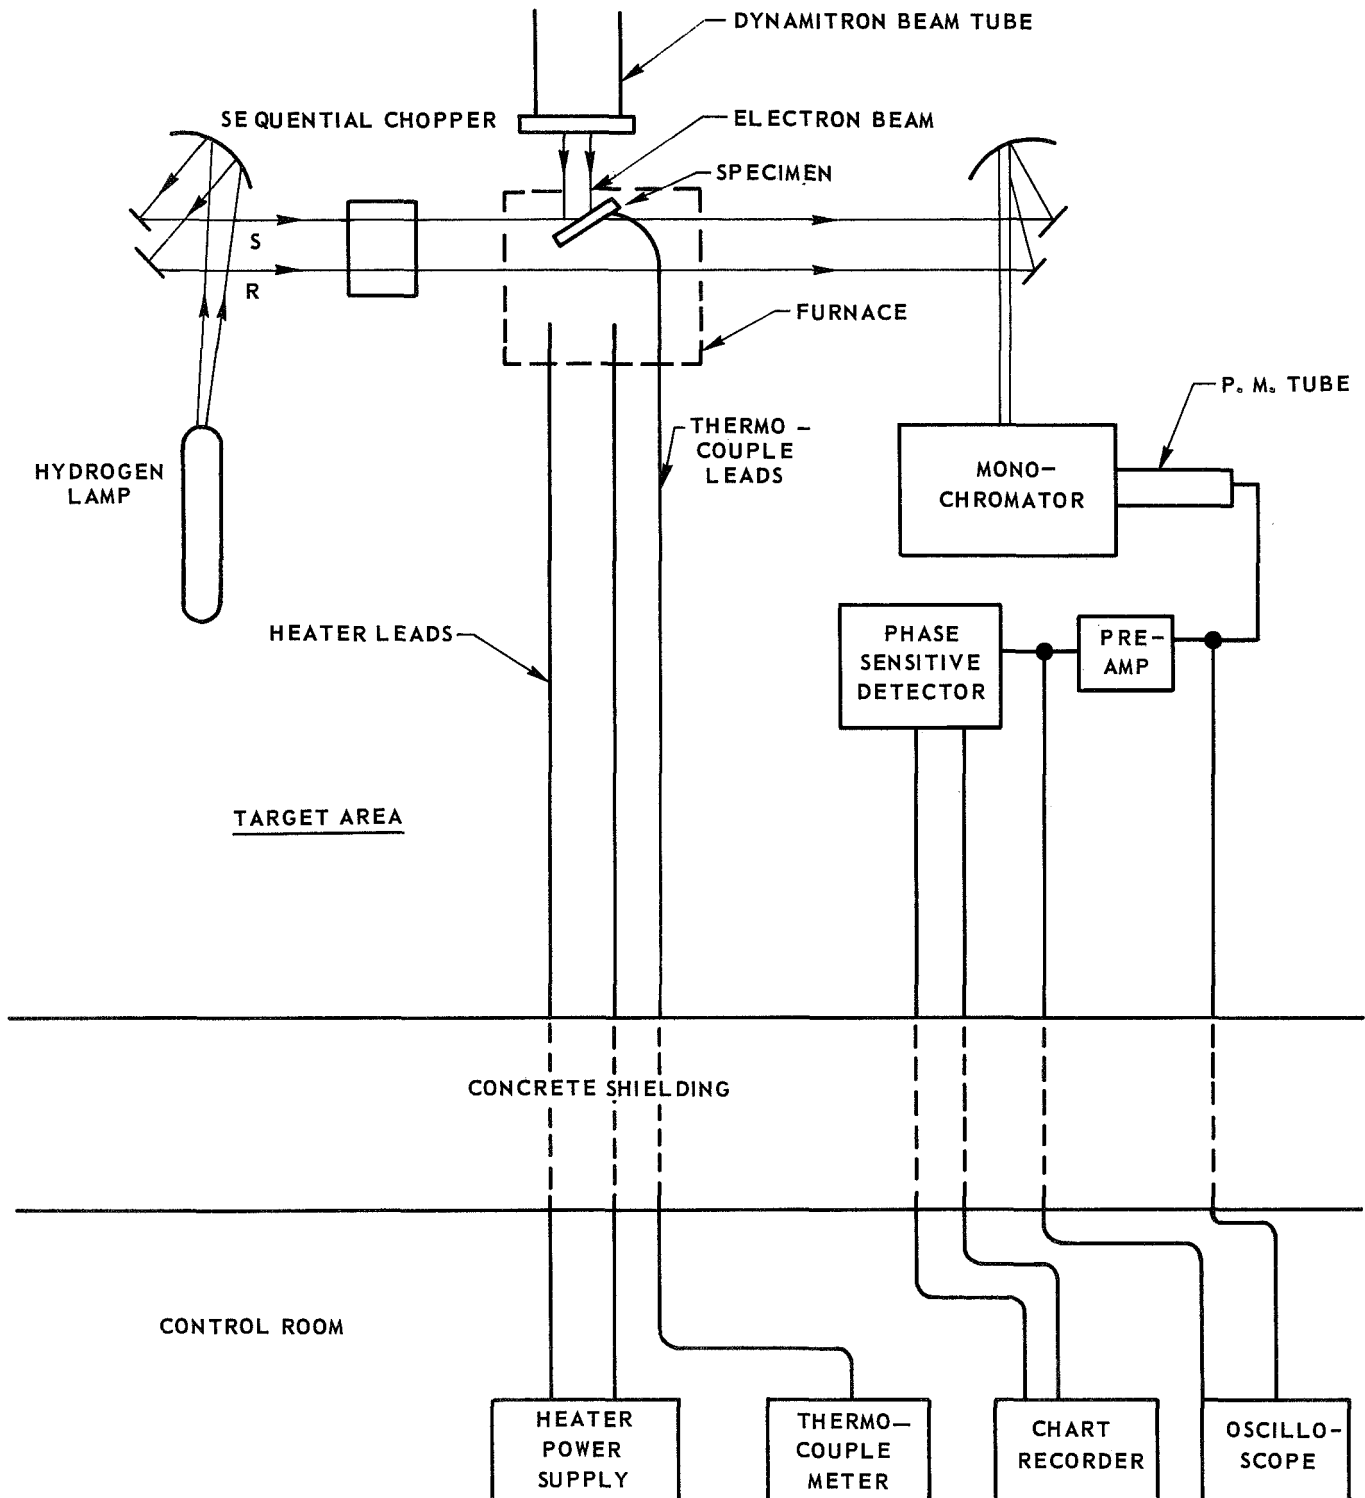 DYNAMITRON BEAM TUBE
SEQUENTIAL CHOPPER
ELECTRON BEAM
SPECIMEN
S
R
FURNACE
P. M. TUBE
THERMO -
COUPLE
LEADS
HYDROGEN
LAMP
MONO-
CHROMATOR
HEATER LEADS
PHASE
SENSITIVE
DETECTOR
PRE-
AMP
TARGET AREA
CONCRETE SHIELDING
CONTROL ROOM
HEATER
POWER
SUPPLY
THERMO-
COUPLE
METER
CHART
RECORDER
OSCILLO-
SCOPE